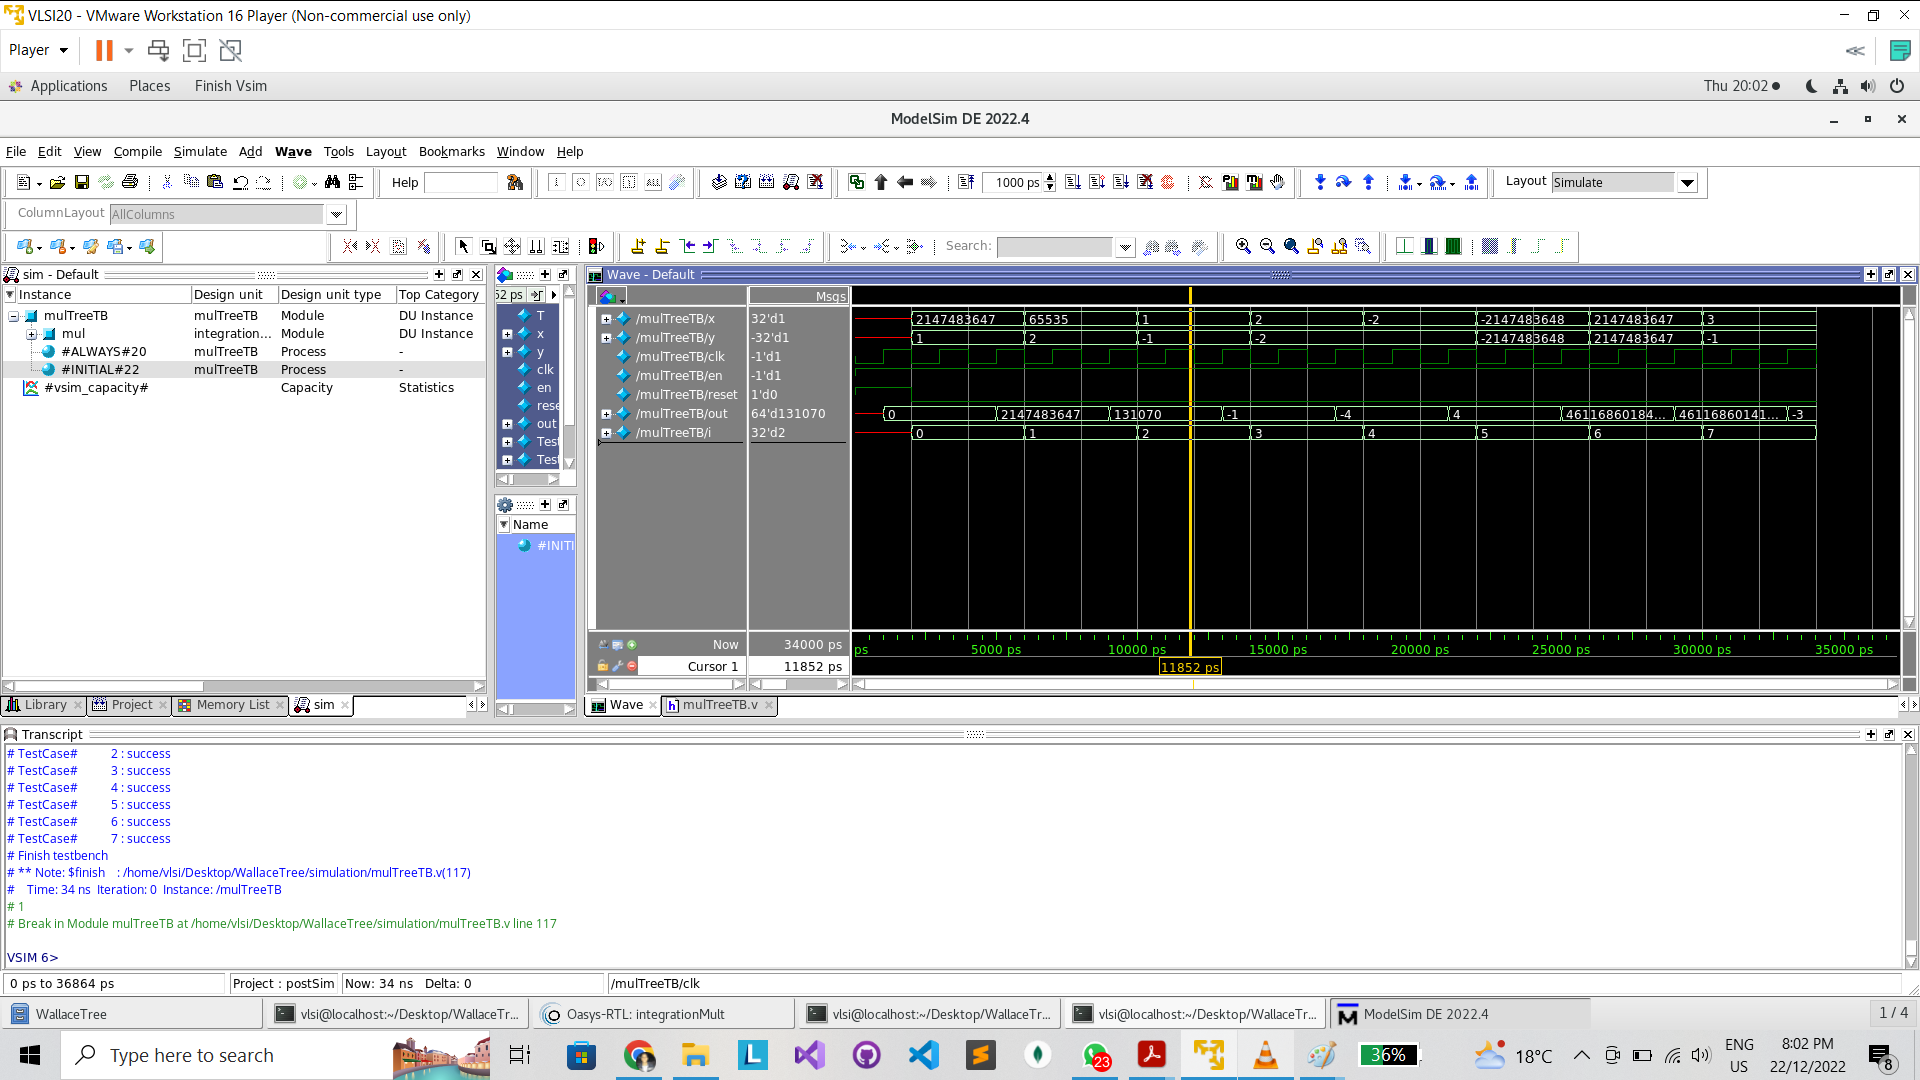 VLSI20 - VMware Workstation 16 Player (Non-commercial use only)
Player
Applications Places Finish Vsim Thu 20:02
ModelSim DE 2022.4
File Edit View Compile Simulate Add Wave Tools Layout Bookmarks Window Help
Help 1000 ps Layout Simulate
ColumnLayout AllColumns
Search:
sim - Default
Instance Design unit Design unit type Top Category
mulTreeTB mulTreeTB Module DU Instance
mul integration... Module DU Instance
#ALWAYS#20 mulTreeTB Process -
#INITIAL#22 mulTreeTB Process -
#vsim_capacity# Capacity Statistics
Library Project Memory List sim
52 ps
T
x
y
clk
en
rese
out
Test
Test
Name
#INITI
Wave - Default
Msgs
/mulTreeTB/x 32'd1 2147483647 65535 1 2 -2 -2147483648 2147483647 3
/mulTreeTB/y -32'd1 1 2 -1 -2 -2147483648 2147483647 -1
/mulTreeTB/clk -1'd1
/mulTreeTB/en -1'd1
/mulTreeTB/reset 1'd0
/mulTreeTB/out 64'd131070 0 2147483647 131070 -1 -4 4 46116860184... 46116860141... -3
/mulTreeTB/i 32'd2 0 1 2 3 4 5 6 7
Now 34000 ps ps 5000 ps 10000 ps 15000 ps 20000 ps 25000 ps 30000 ps 35000 ps
Cursor 1 11852 ps 11852 ps
Wave mulTreeTB.v
Transcript
# TestCase# 2 : success
# TestCase# 3 : success
# TestCase# 4 : success
# TestCase# 5 : success
# TestCase# 6 : success
# TestCase# 7 : success
# Finish testbench
# ** Note: $finish : /home/vlsi/Desktop/WallaceTree/simulation/mulTreeTB.v(117)
# Time: 34 ns Iteration: 0 Instance: /mulTreeTB
# 1
# Break in Module mulTreeTB at /home/vlsi/Desktop/WallaceTree/simulation/mulTreeTB.v line 117
VSIM 6>
0 ps to 36864 ps Project : postSim Now: 34 ns Delta: 0 /mulTreeTB/clk
WallaceTree vlsi@localhost:~/Desktop/WallaceTr... Oasys-RTL: integrationMult vlsi@localhost:~/Desktop/WallaceT... vlsi@localhost:~/Desktop/WallaceTr... ModelSim DE 2022.4 1 / 4
Type here to search 23 36% 18°C ENG US 8:02 PM 22/12/2022 8